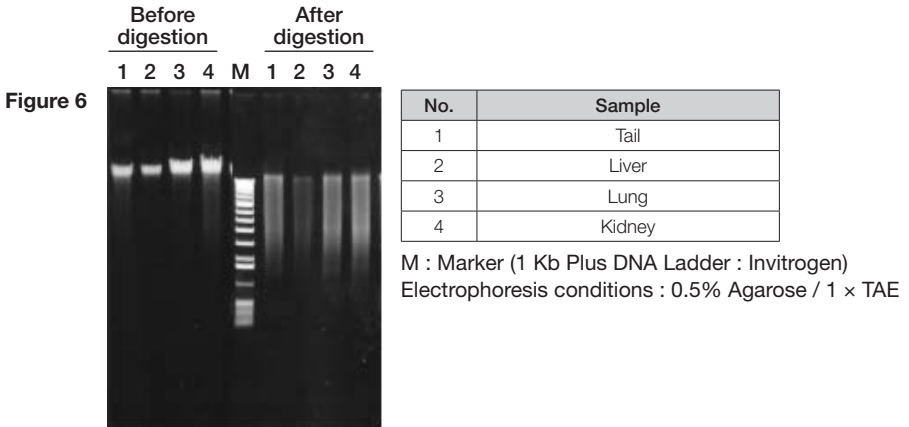 Before
digestion
After
digestion
1 2 3 4 M 1 2 3 4
Figure 6
No. Sample
1 Tail
2 Liver
3 Lung
4 Kidney
M : Marker (1 Kb Plus DNA Ladder : Invitrogen)
Electrophoresis conditions : 0.5% Agarose / 1 × TAE